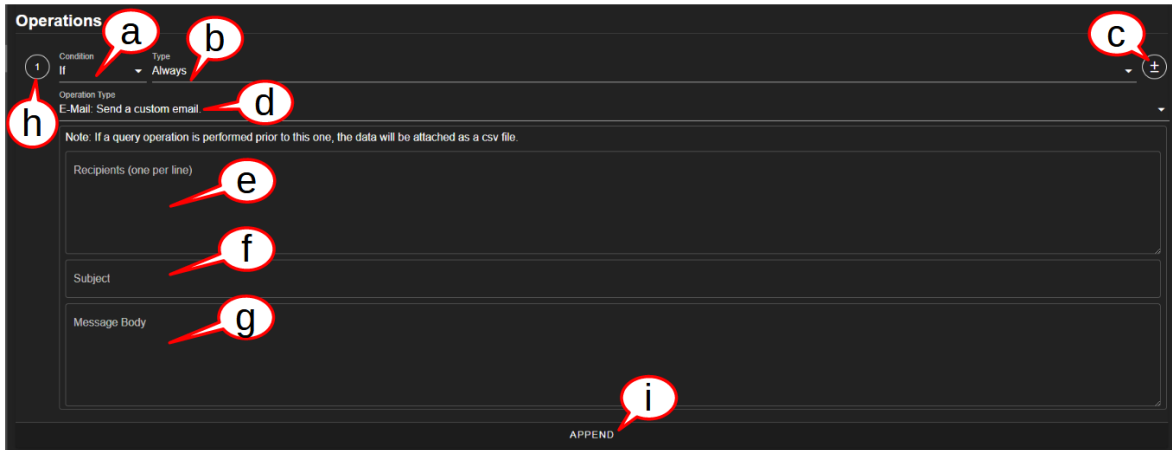 Operations
a
b
c
Condition
Type
1
If
Always
±
Operation Type
E-Mail: Send a custom email.
d
h
Note: If a query operation is performed prior to this one, the data will be attached as a csv file.
Recipients (one per line)
e
f
Subject
Message Body
g
i
APPEND